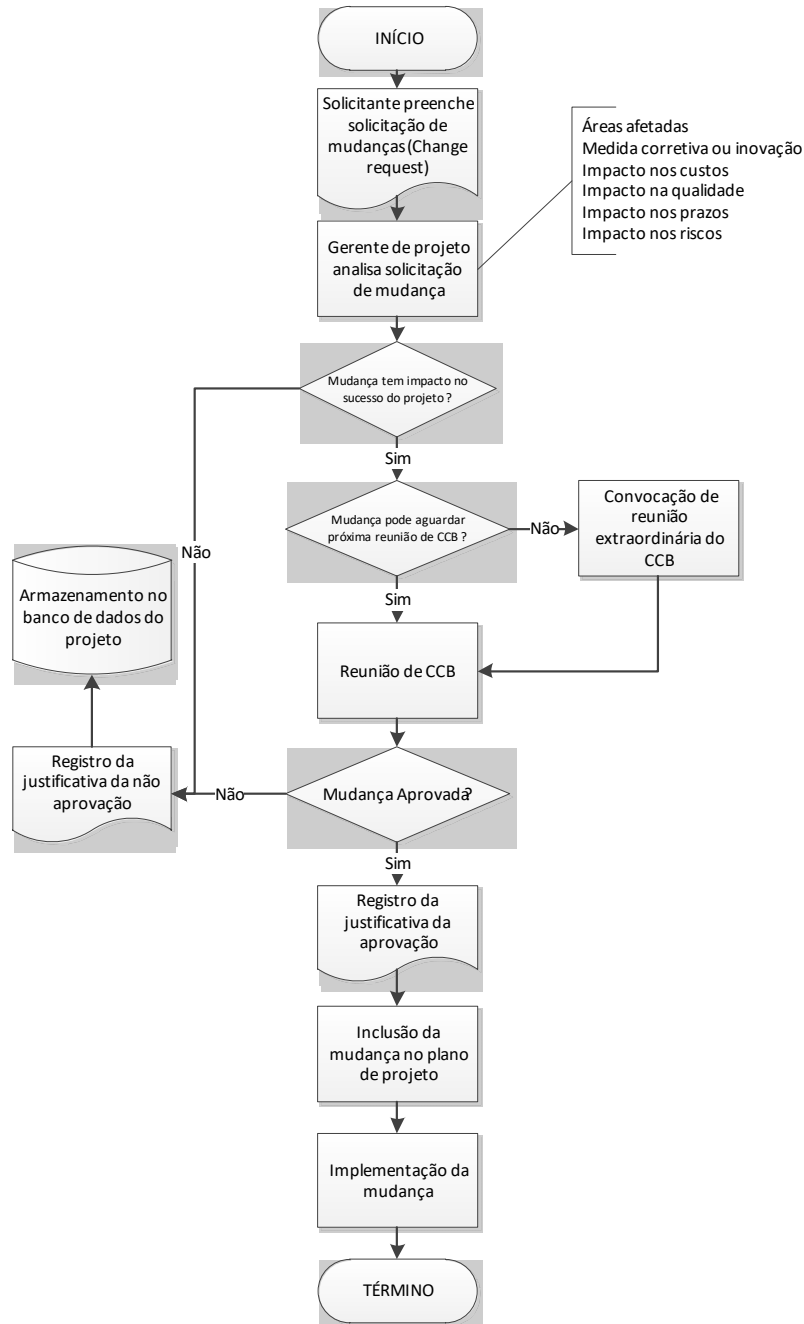 INÍCIO
Solicitante preenche
solicitação de
mudanças (Change
request)
Áreas afetadas
Medida corretiva ou inovação
Impacto nos custos
Impacto na qualidade
Impacto nos prazos
Impacto nos riscos
Gerente de projeto
analisa solicitação
de mudança
Mudança tem impacto no
sucesso do projeto ?
Sim
Mudança pode aguardar
próxima reunião de CCB ?
Não
Convocação de
reunião
extraordinária do
CCB
Não
Sim
Armazenamento no
banco de dados do
projeto
Reunião de CCB
Registro da
justificativa da não
aprovação
Não
Mudança Aprovada?
Sim
Registro da
justificativa da
aprovação
Inclusão da
mudança no plano
de projeto
Implementação da
mudança
TÉRMINO